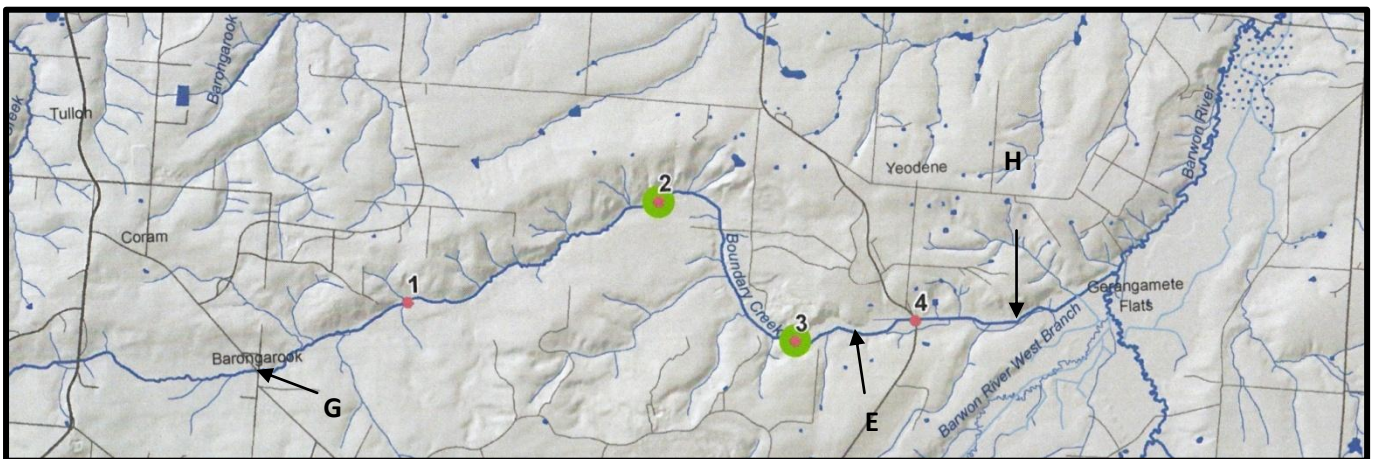 Creek
Tulloh
Barongarook
Coram
1
2
Boundary Creek
3
4
Yeodene
H
Barwon River
Gerangamete
Flats
Barwon River West Branch
Barongarook
G
E